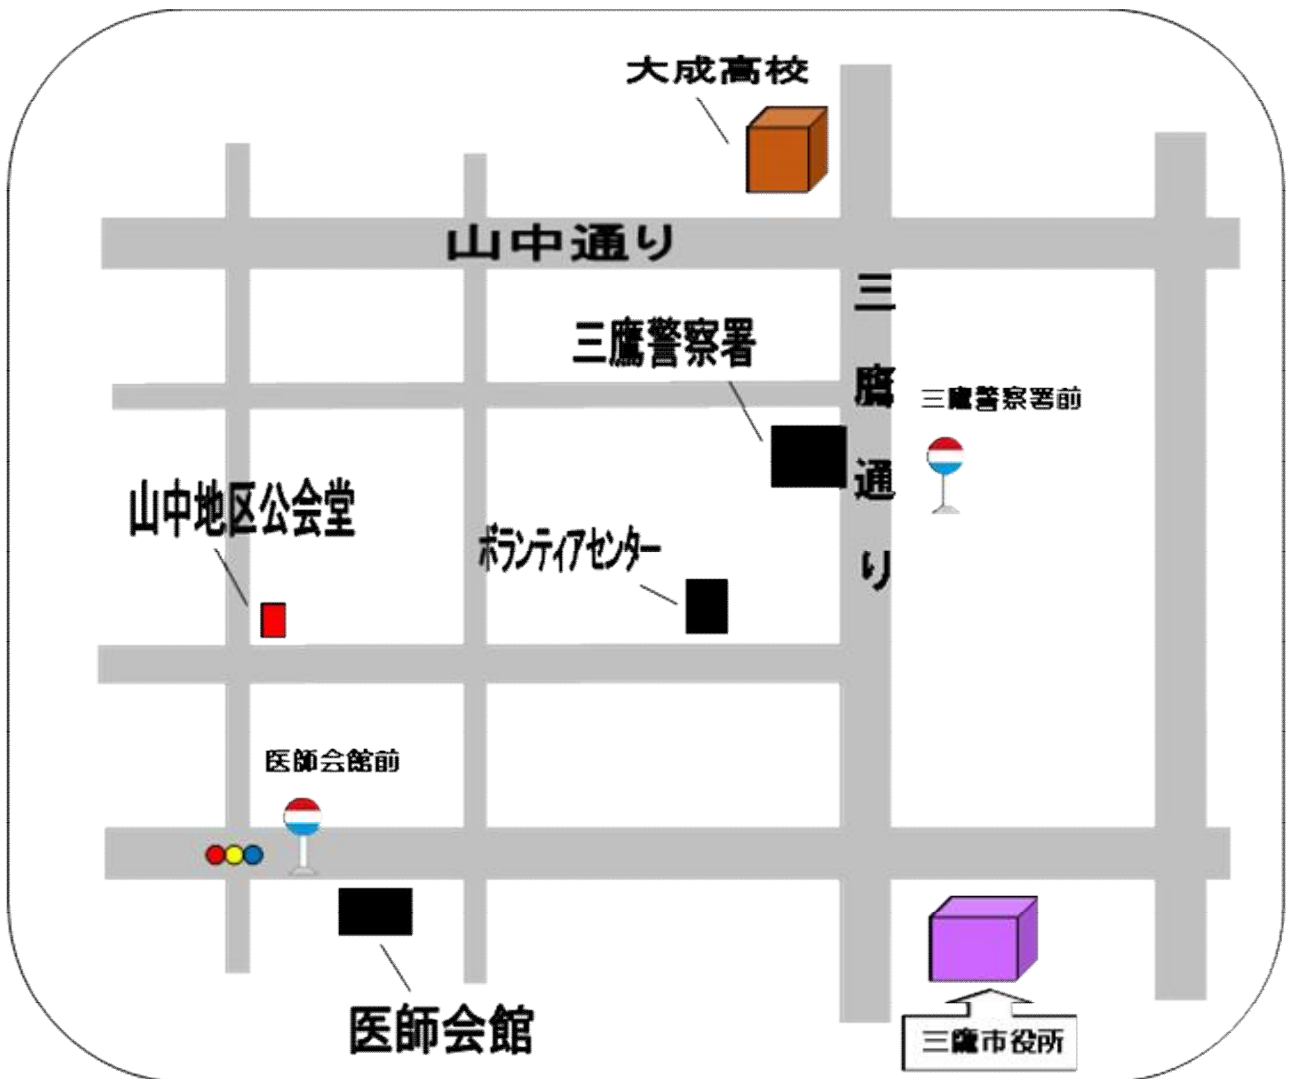 大成高校
山中通り
三鷹通り
三鷹警察署
三鷹警察署前
山中地区公会堂
ボランティアセンター
医師会館前
医師会館
三鷹市役所